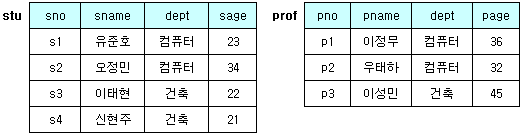 stu sno sname dept sage
s1 유준호 컴퓨터 23
s2 오정민 컴퓨터 34
s3 이태현 건축 22
s4 신현주 건축 21
prof pno pname dept page
p1 이정무 컴퓨터 36
p2 우태하 컴퓨터 32
p3 이성민 건축 45